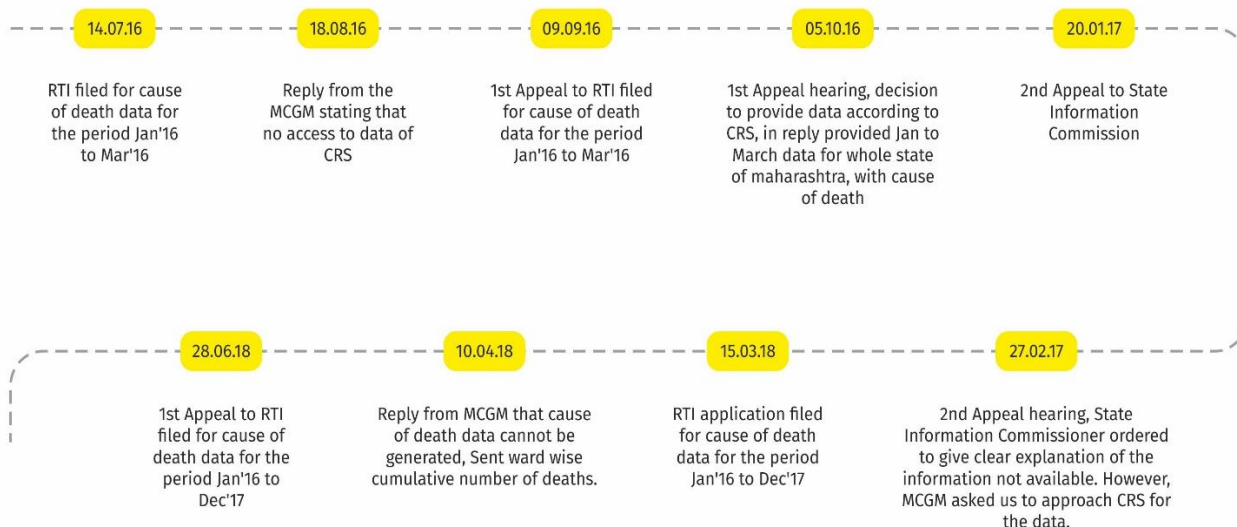 14.07.16
RTI filed for cause
of death data for
the period Jan'16
to Mar'16
18.08.16
Reply from the
MCGM stating that
no access to data of
CRS
09.09.16
1st Appeal to RTI filed
for cause of death
data for the period
Jan'16 to Mar'16
05.10.16
1st Appeal hearing, decision
to provide data according to
CRS, in reply provided Jan to
March data for whole state
of maharashtra, with cause
of death
20.01.17
2nd Appeal to State
Information
Commission
27.02.17
2nd Appeal hearing, State
Information Commissioner ordered
to give clear explanation of the
information not available. However,
MCGM asked us to approach CRS for
the data.
15.03.18
RTI application filed
for cause of death
data for the period
Jan'16 to Dec'17
10.04.18
Reply from MCGM that cause
of death data cannot be
generated, Sent ward wise
cumulative number of deaths.
28.06.18
1st Appeal to RTI
filed for cause of
death data for the
period Jan'16 to
Dec'17